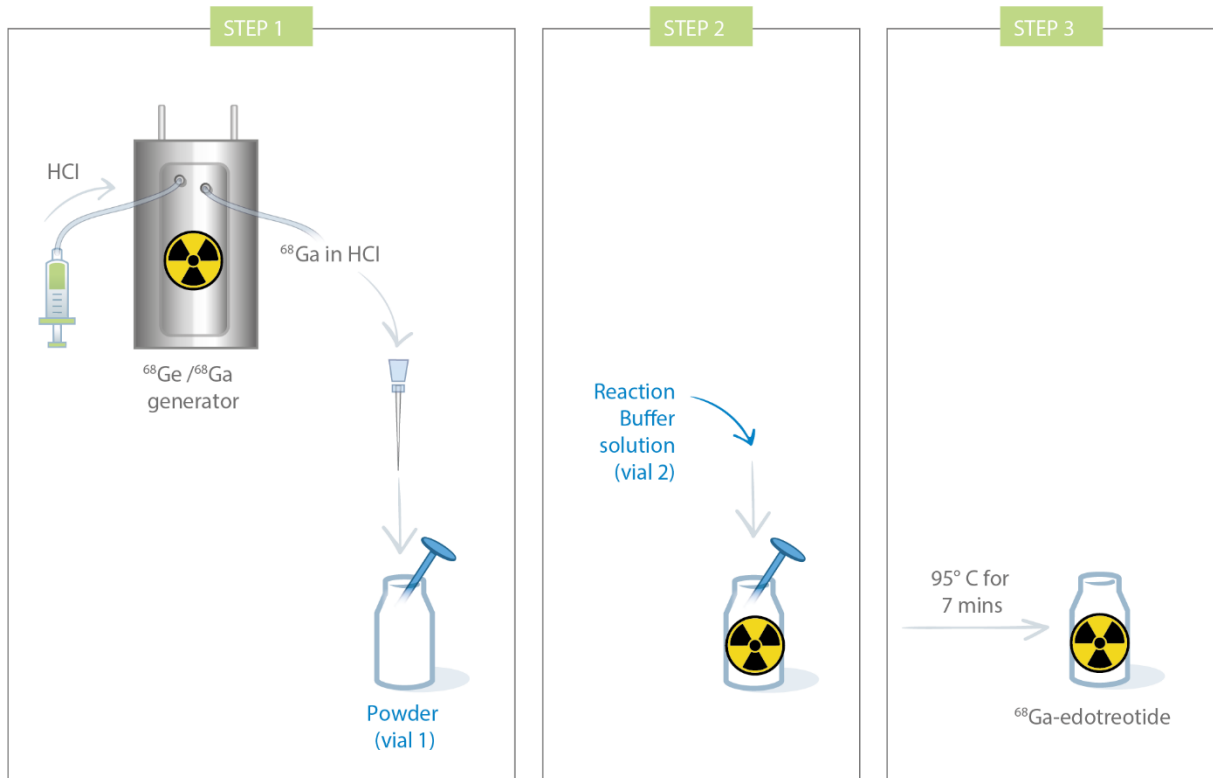 STEP 1
HCl
⁶⁸Ga in HCl
⁶⁸Ge /⁶⁸Ga
generator
Powder
(vial 1)
STEP 2
Reaction
Buffer
solution
(vial 2)
STEP 3
95° C for
7 mins
⁶⁸Ga-edotreotide